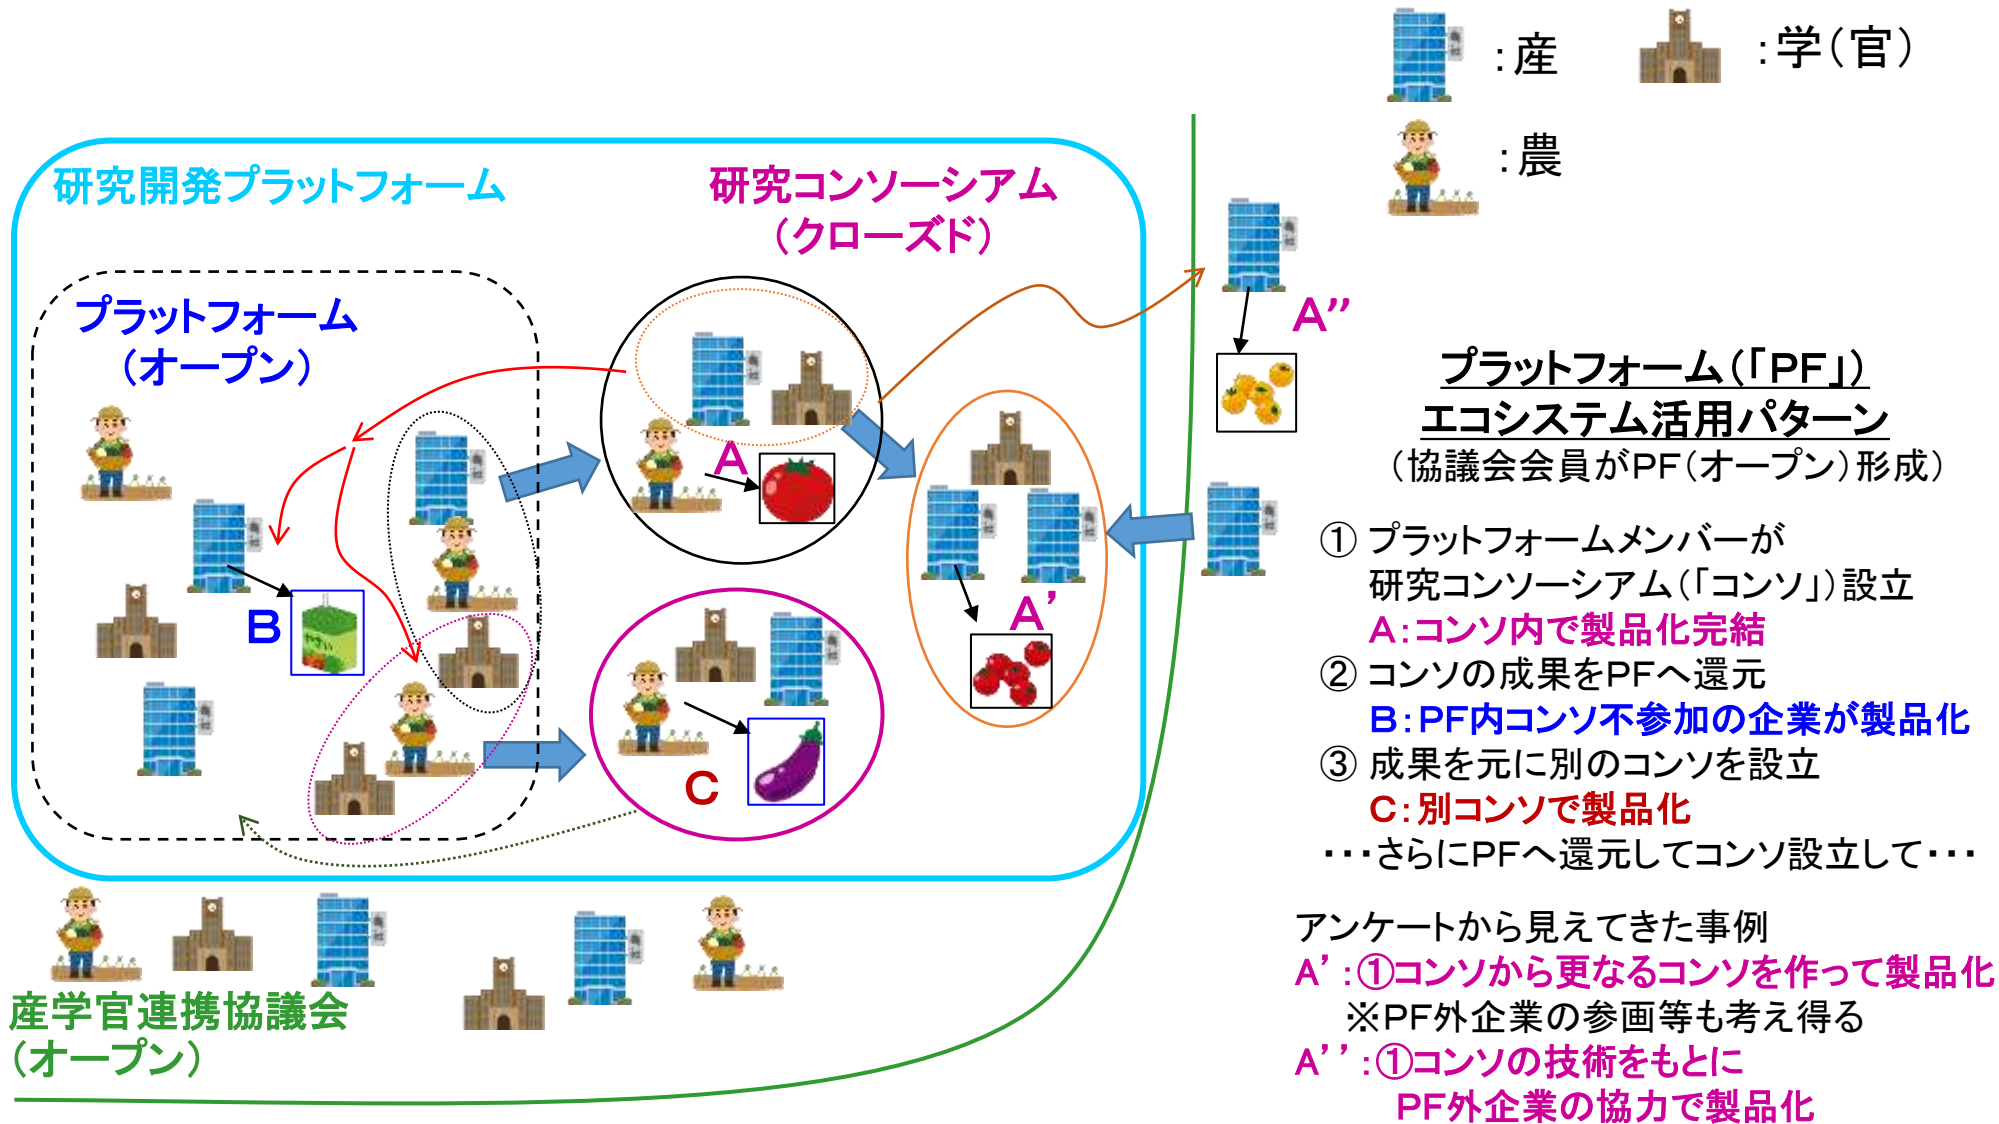 :産
:学(官)
:農
研究開発プラットフォーム
研究コンソーシアム
(クローズド)
プラットフォーム
(オープン)
A
B
C
A’
A’’
産学官連携協議会
(オープン)
プラットフォーム(「PF」)
エコシステム活用パターン
(協議会会員がPF(オープン)形成)
① プラットフォームメンバーが
研究コンソーシアム(「コンソ」)設立
A:コンソ内で製品化完結
② コンソの成果をPFへ還元
B:PF内コンソ不参加の企業が製品化
③ 成果を元に別のコンソを設立
C:別コンソで製品化
・・・さらにPFへ還元してコンソ設立して・・・
アンケートから見えてきた事例
A’:①コンソから更なるコンソを作って製品化
※PF外企業の参画等も考え得る
A’’:①コンソの技術をもとに
PF外企業の協力で製品化